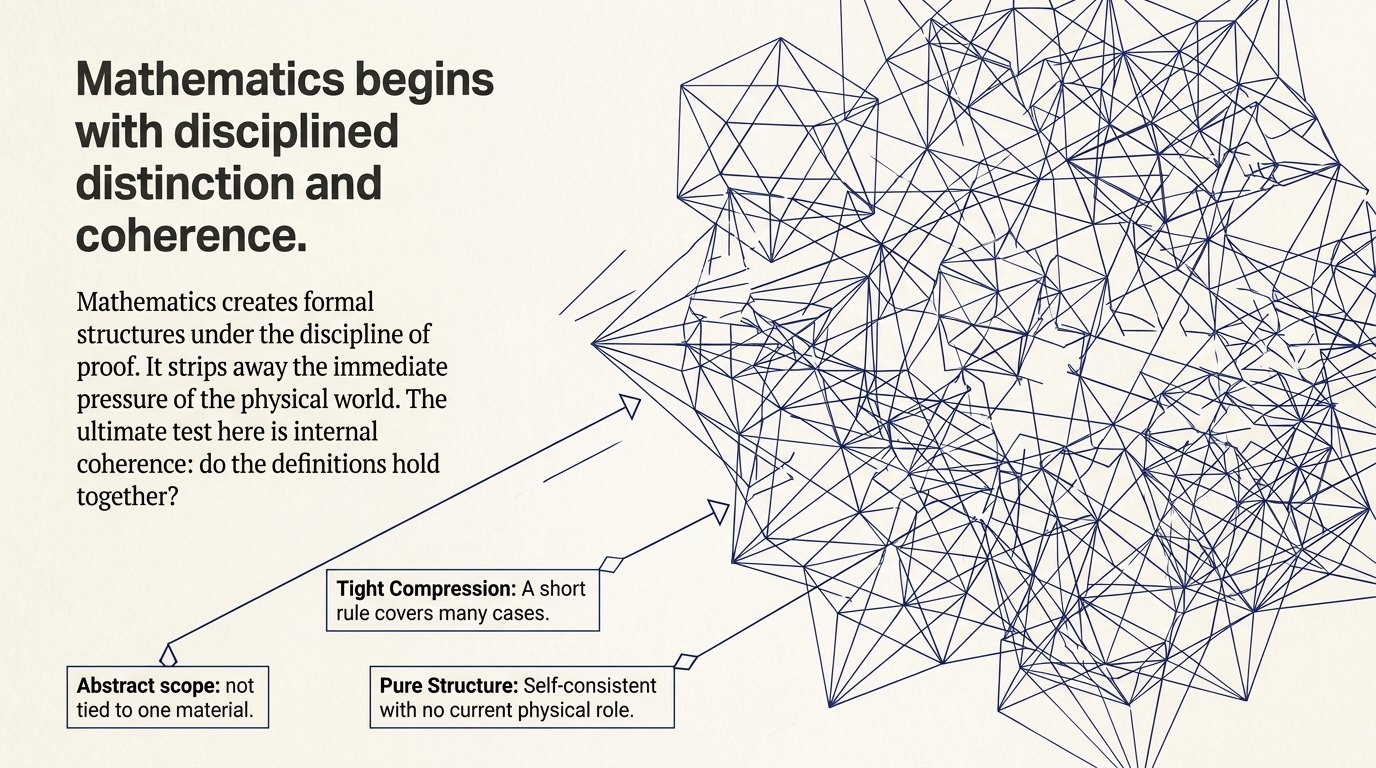 Mathematics begins
with disciplined
distinction and
coherence.
Mathematics creates formal
structures under the discipline of
proof. It strips away the immediate
pressure of the physical world. The
ultimate test here is internal
coherence: do the definitions hold
together?
Tight Compression: A short
rule covers many cases.
Abstract scope: not
tied to one material.
Pure Structure: Self-consistent
with no current physical role.